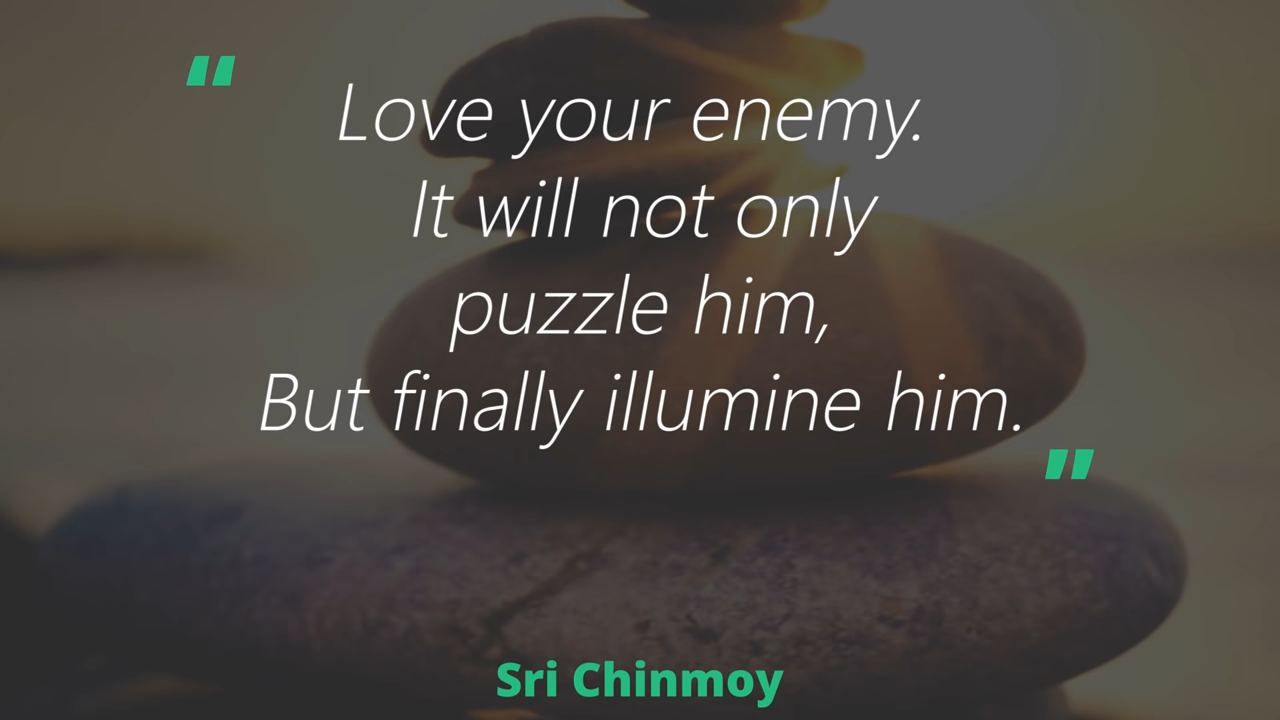 “
Love your enemy.
It will not only
puzzle him,
But finally illumine him.
”
Sri Chinmoy